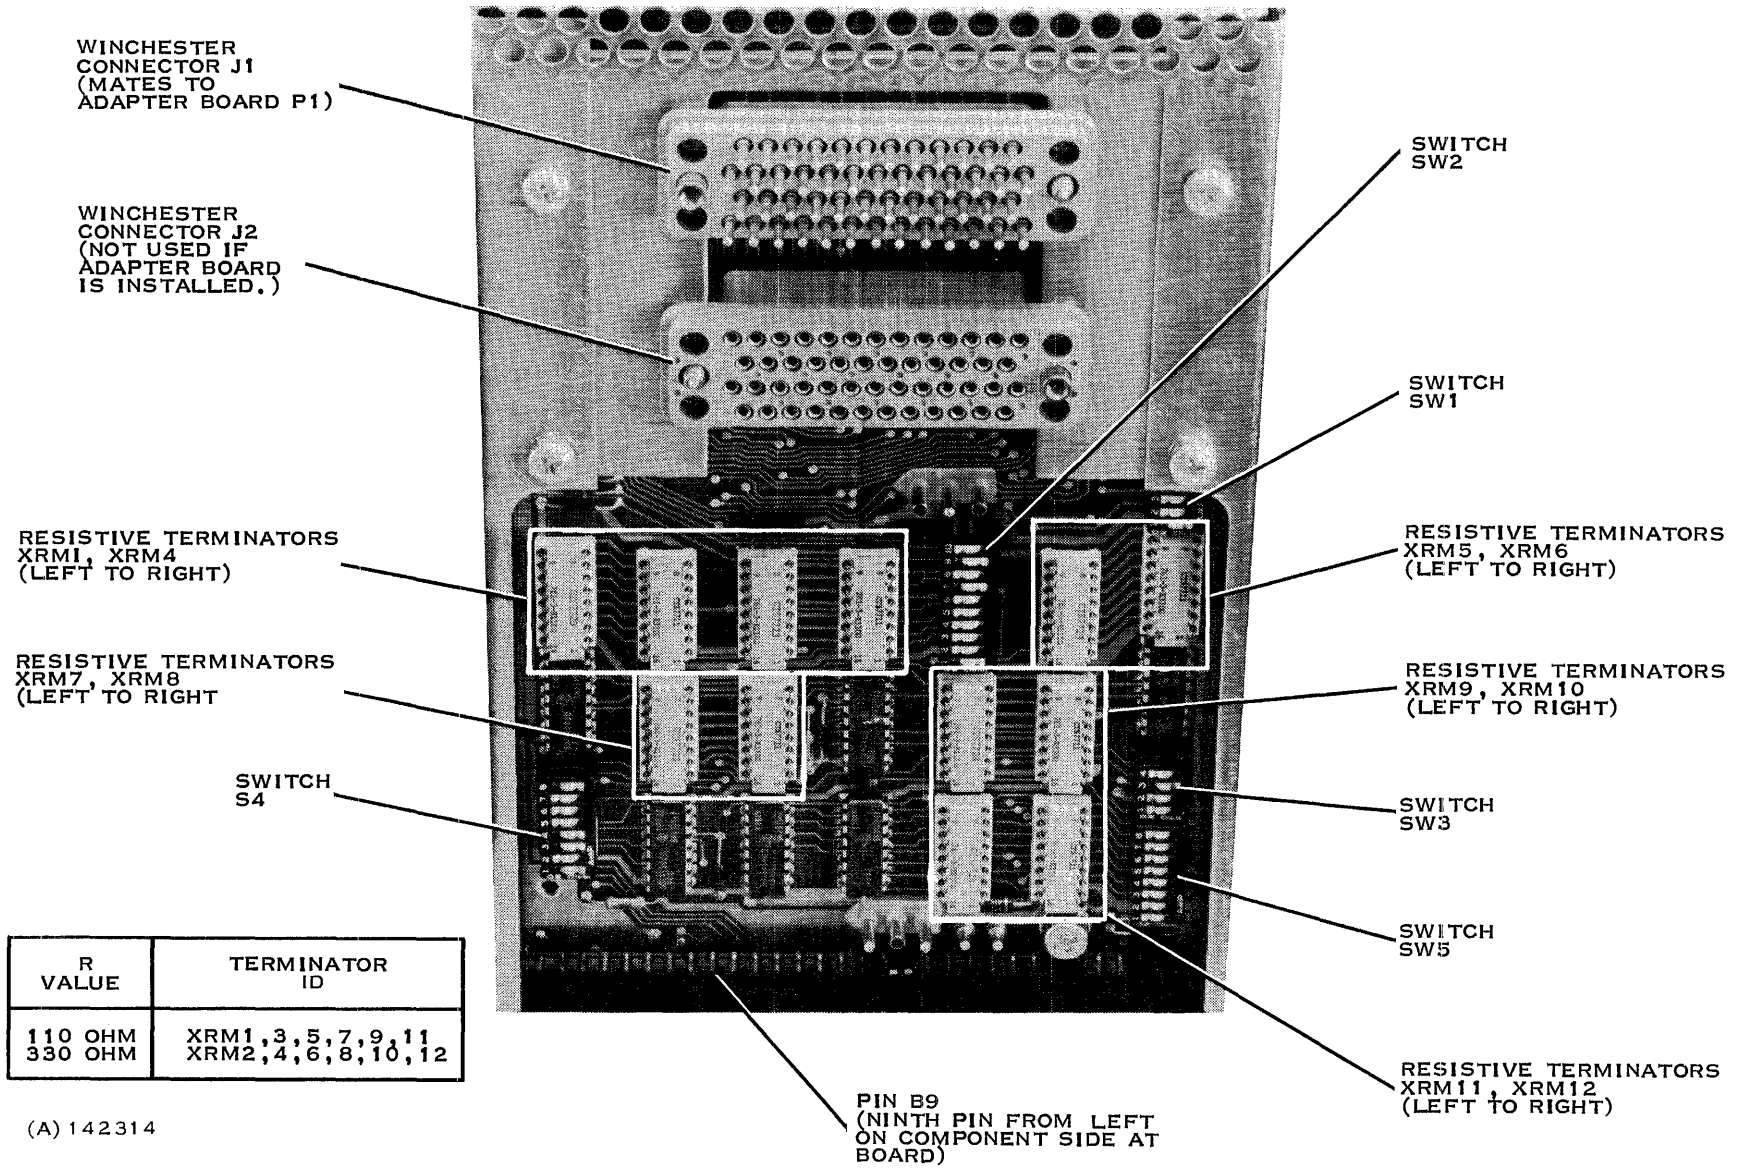 WINCHESTER
CONNECTOR J1
(MATES TO
ADAPTER BOARD P1)
WINCHESTER
CONNECTOR J2
(NOT USED IF
ADAPTER BOARD
IS INSTALLED.)
SWITCH
SW2
SWITCH
SW1
RESISTIVE TERMINATORS
XRM1, XRM4
(LEFT TO RIGHT)
RESISTIVE TERMINATORS
XRM5, XRM6
(LEFT TO RIGHT)
RESISTIVE TERMINATORS
XRM7, XRM8
(LEFT TO RIGHT
RESISTIVE TERMINATORS
XRM9, XRM10
(LEFT TO RIGHT)
SWITCH
S4
SWITCH
SW3
SWITCH
SW5
R
VALUE
TERMINATOR
ID
110 OHM XRM1,3,5,7,9,11
330 OHM XRM2,4,6,8,10,12
RESISTIVE TERMINATORS
XRM11, XRM12
(LEFT TO RIGHT)
PIN B9
(NINTH PIN FROM LEFT
ON COMPONENT SIDE AT
BOARD)
(A) 142314